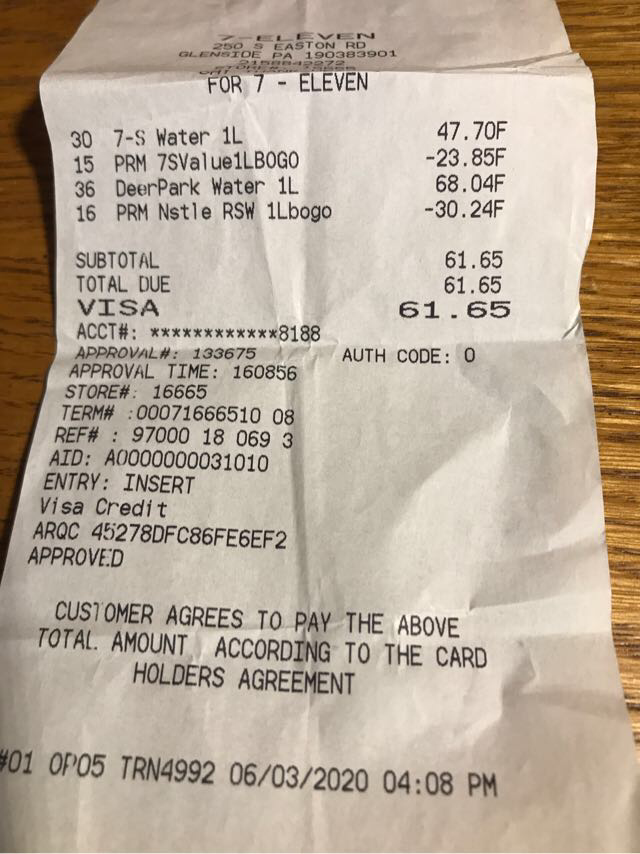 7-ELEVEN
250 S EASTON RD
GLENSIDE PA 190383901
2158842272
FOR 7 - ELEVEN
30 7-S Water 1L 47.70F
15 PRM 7SValue1LBOGO -23.85F
36 DeerPark Water 1L 68.04F
16 PRM Nstle RSW 1Lbogo -30.24F
SUBTOTAL 61.65
TOTAL DUE 61.65
VISA 61.65
ACCT#: ************8188
APPROVAL#: 133675 AUTH CODE: 0
APPROVAL TIME: 160856
STORE#: 16665
TERM# :00071666510 08
REF# : 97000 18 069 3
AID: A0000000031010
ENTRY: INSERT
Visa Credit
ARQC 45278DFC86FE6EF2
APPROVED
CUSTOMER AGREES TO PAY THE ABOVE
TOTAL AMOUNT ACCORDING TO THE CARD
HOLDERS AGREEMENT
#01 OP05 TRN4992 06/03/2020 04:08 PM